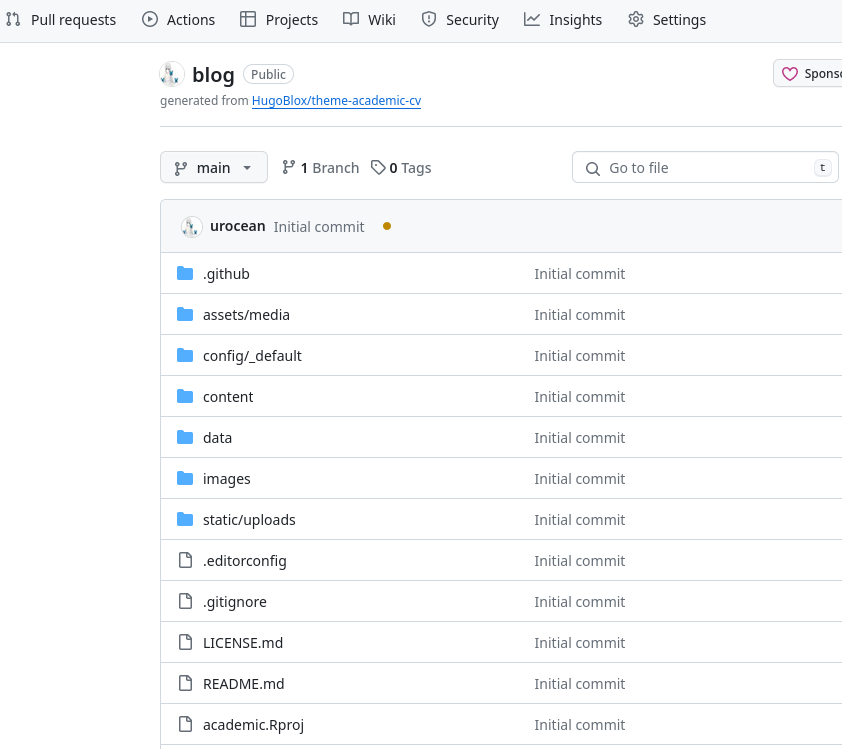 Pull requests Actions Projects Wiki Security Insights Settings
blog Public
generated from HugoBlox/theme-academic-cv
main 1 Branch 0 Tags Go to file t
urocean Initial commit
.github Initial commit
assets/media Initial commit
config/_default Initial commit
content Initial commit
data Initial commit
images Initial commit
static/uploads Initial commit
.editorconfig Initial commit
.gitignore Initial commit
LICENSE.md Initial commit
README.md Initial commit
academic.Rproj Initial commit